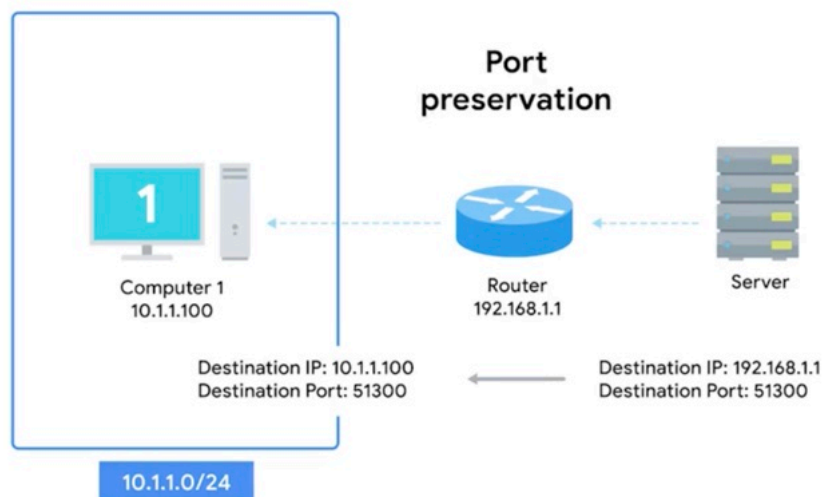 Port
preservation
1
Computer 1
10.1.1.100
Router
192.168.1.1
Server
Destination IP: 10.1.1.100
Destination Port: 51300
Destination IP: 192.168.1.1
Destination Port: 51300
10.1.1.0/24